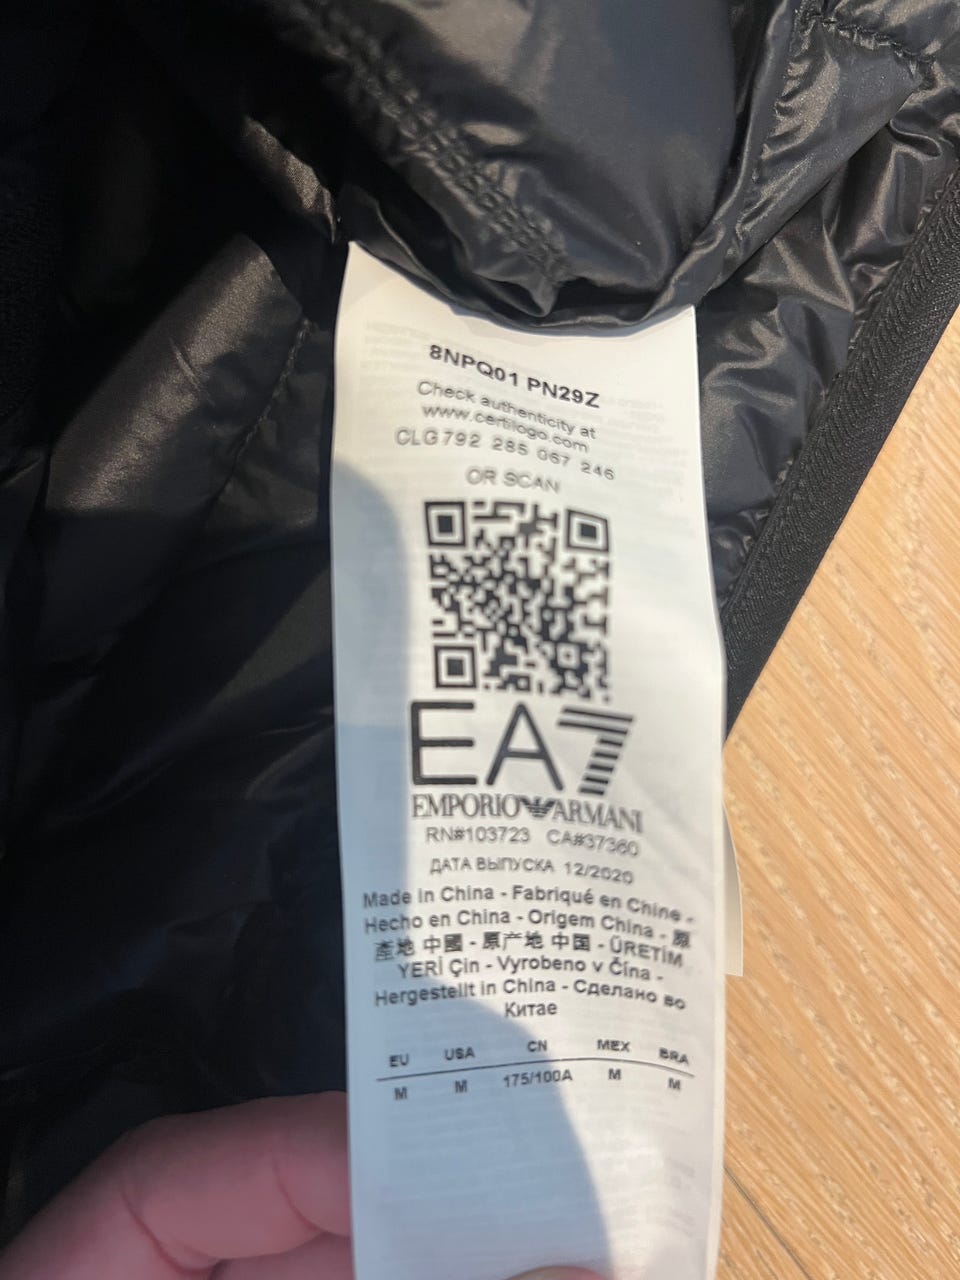 8NPQ01 PN29Z
Check authenticity at
www.certilogo.com
CLG 792 285 067 246
OR SCAN
EA7
EMPORIO ARMANI
RN#103723 CA#37360
ДАТА ВЫПУСКА 12/2020
Made in China - Fabriqué en Chine -
Hecho en China - Origem China - 原
產地 中國 - 原产地 中国 - ÜRETİM
YERİ Çin - Vyrobeno v Čína -
Hergestellt in China - Сделано во
Китае
EU USA CN MEX BRA
M M 175/100A M M